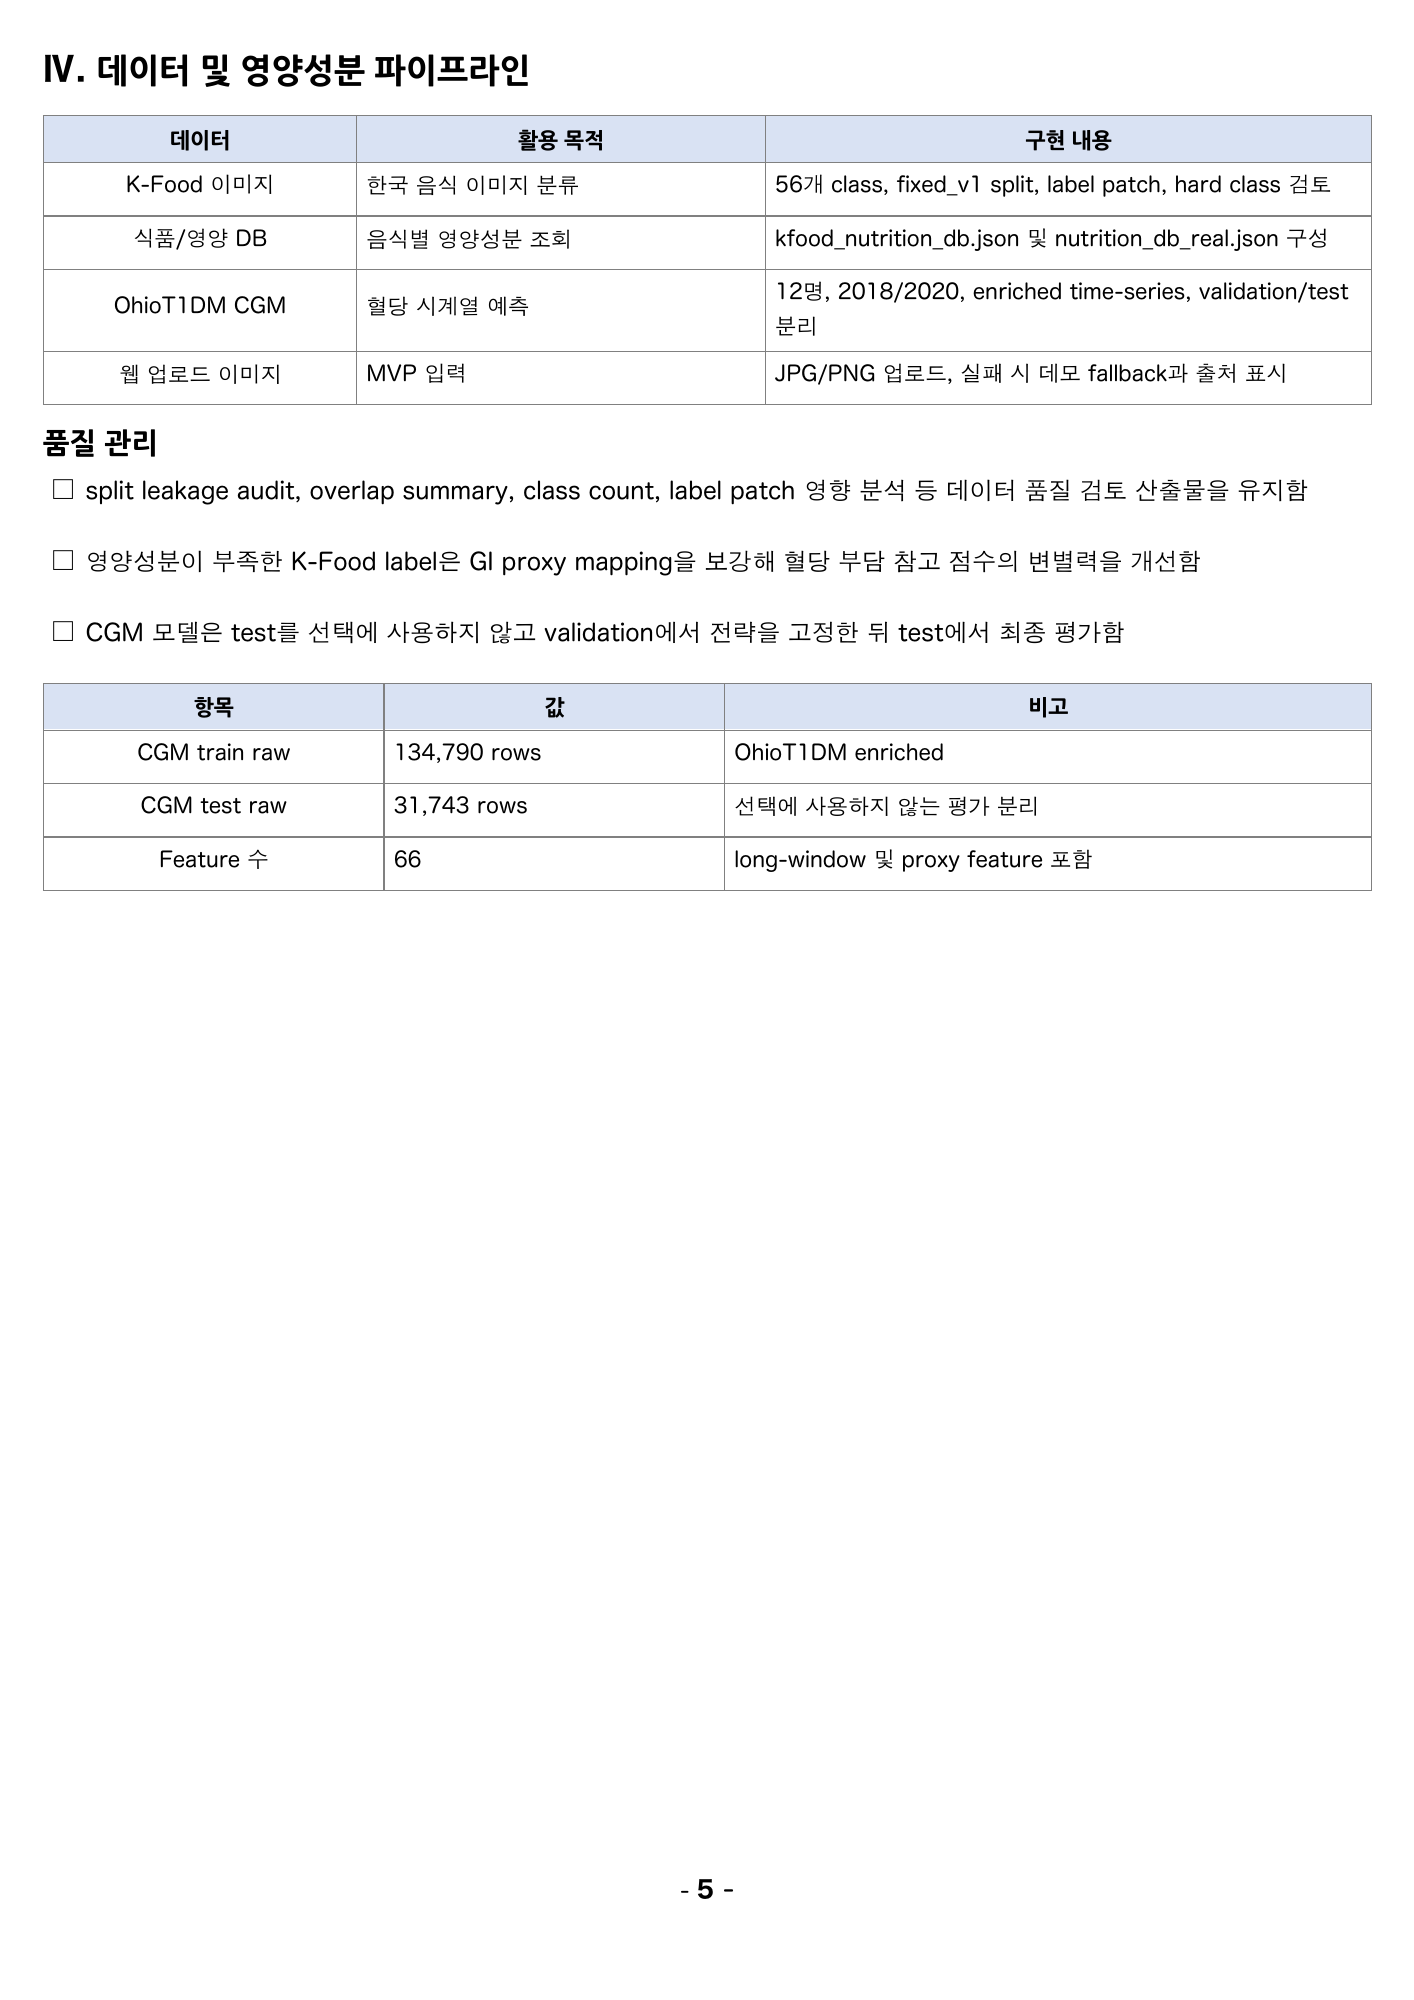 Ⅳ. 데이터 및 영양성분 파이프라인
데이터 활용 목적 구현 내용
K-Food 이미지 한국 음식 이미지 분류 56개 class, fixed_v1 split, label patch, hard class 검토
식품/영양 DB 음식별 영양성분 조회 kfood_nutrition_db.json 및 nutrition_db_real.json 구성
OhioT1DM CGM 혈당 시계열 예측 12명, 2018/2020, enriched time-series, validation/test
분리
웹 업로드 이미지 MVP 입력 JPG/PNG 업로드, 실패 시 데모 fallback과 출처 표시
품질 관리
□ split leakage audit, overlap summary, class count, label patch 영향 분석 등 데이터 품질 검토 산출물을 유지함
□ 영양성분이 부족한 K-Food label은 GI proxy mapping을 보강해 혈당 부담 참고 점수의 변별력을 개선함
□ CGM 모델은 test를 선택에 사용하지 않고 validation에서 전략을 고정한 뒤 test에서 최종 평가함
항목 값 비고
CGM train raw 134,790 rows OhioT1DM enriched
CGM test raw 31,743 rows 선택에 사용하지 않는 평가 분리
Feature 수 66 long-window 및 proxy feature 포함
- 5 -